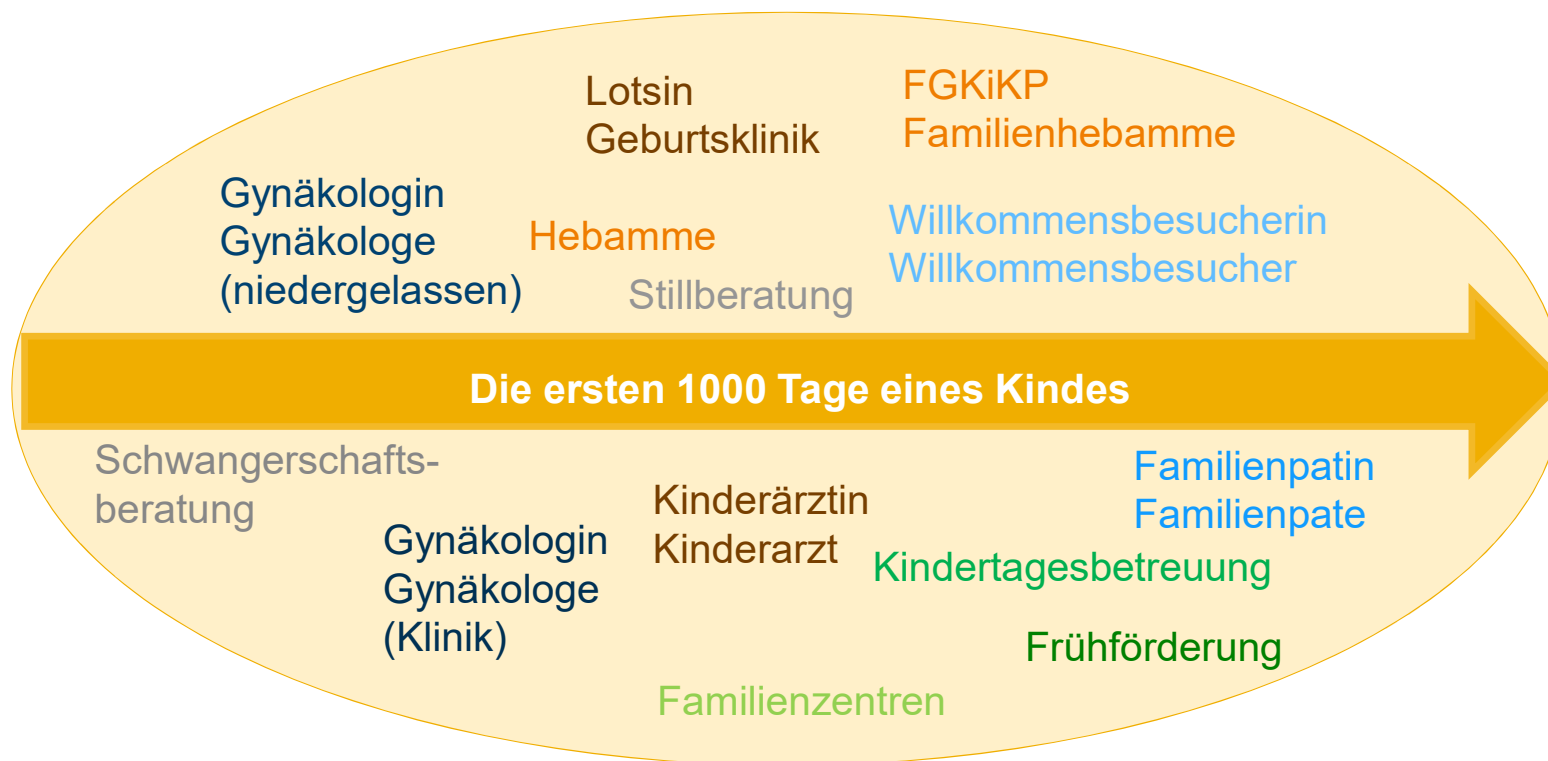 Lotsin
Geburtsklinik
FGKiKP
Familienhebamme
Gynäkologin
Gynäkologe
(niedergelassen)
Hebamme
Stillberatung
Willkommensbesucherin
Willkommensbesucher
Die ersten 1000 Tage eines Kindes
Schwangerschafts-
beratung
Gynäkologin
Gynäkologe
(Klinik)
Kinderärztin
Kinderarzt
Familienpatin
Familienpate
Kindertagesbetreuung
Frühförderung
Familienzentren